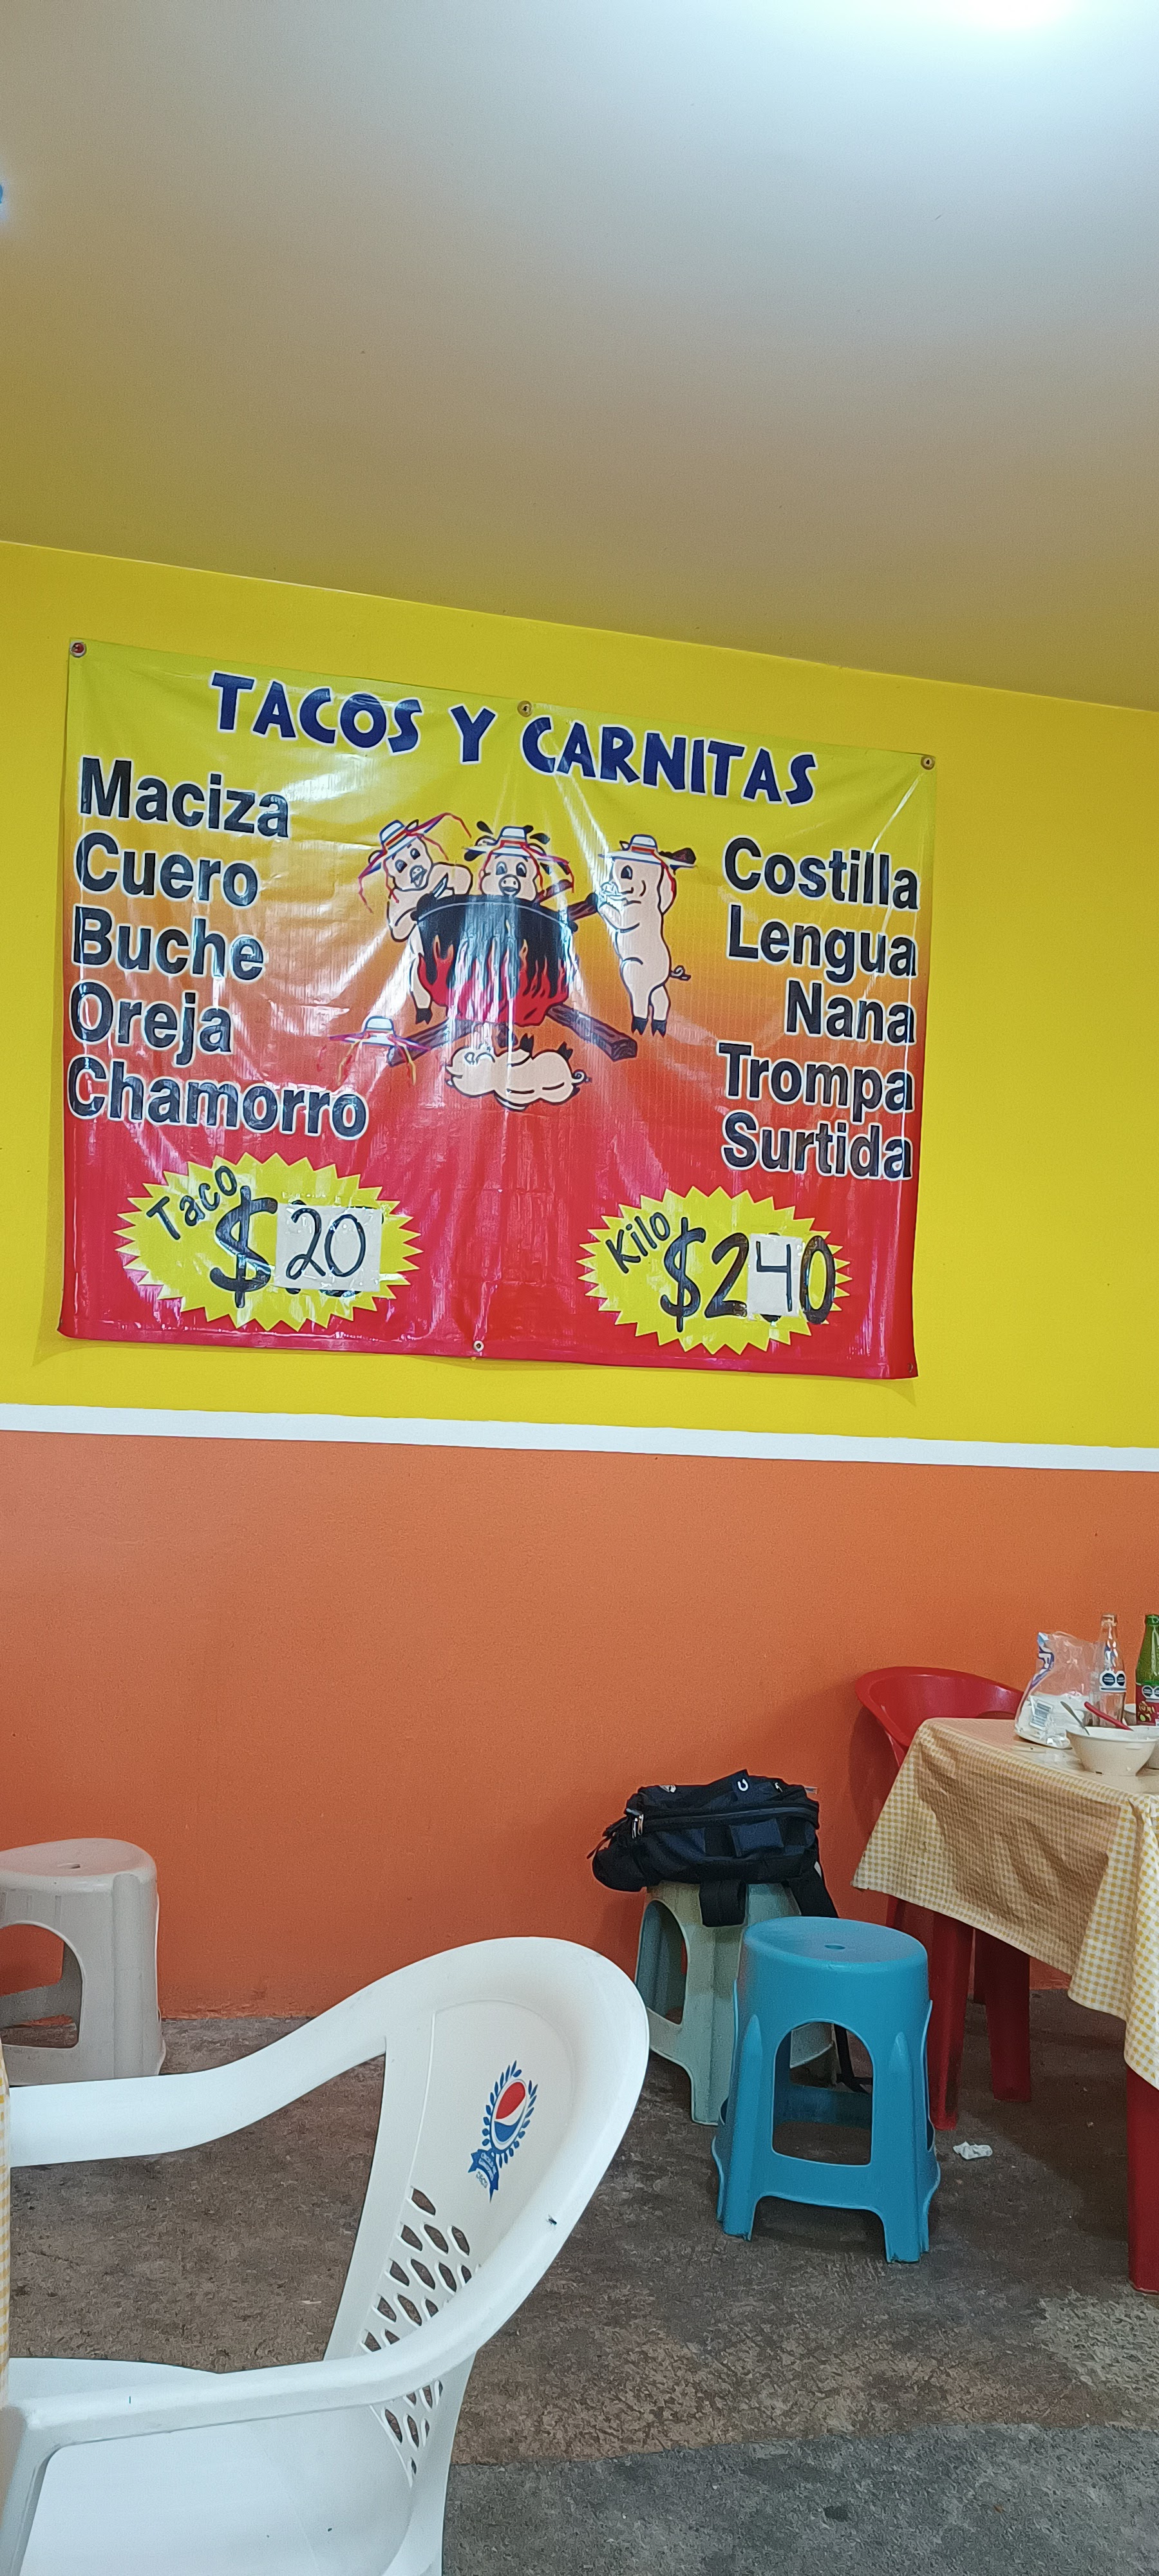 TACOS Y CARNITAS
Maciza
Cuero
Buche
Oreja
Chamorro
Costilla
Lengua
Nana
Trompa
Surtida
Taco
$20
Kilo
$240